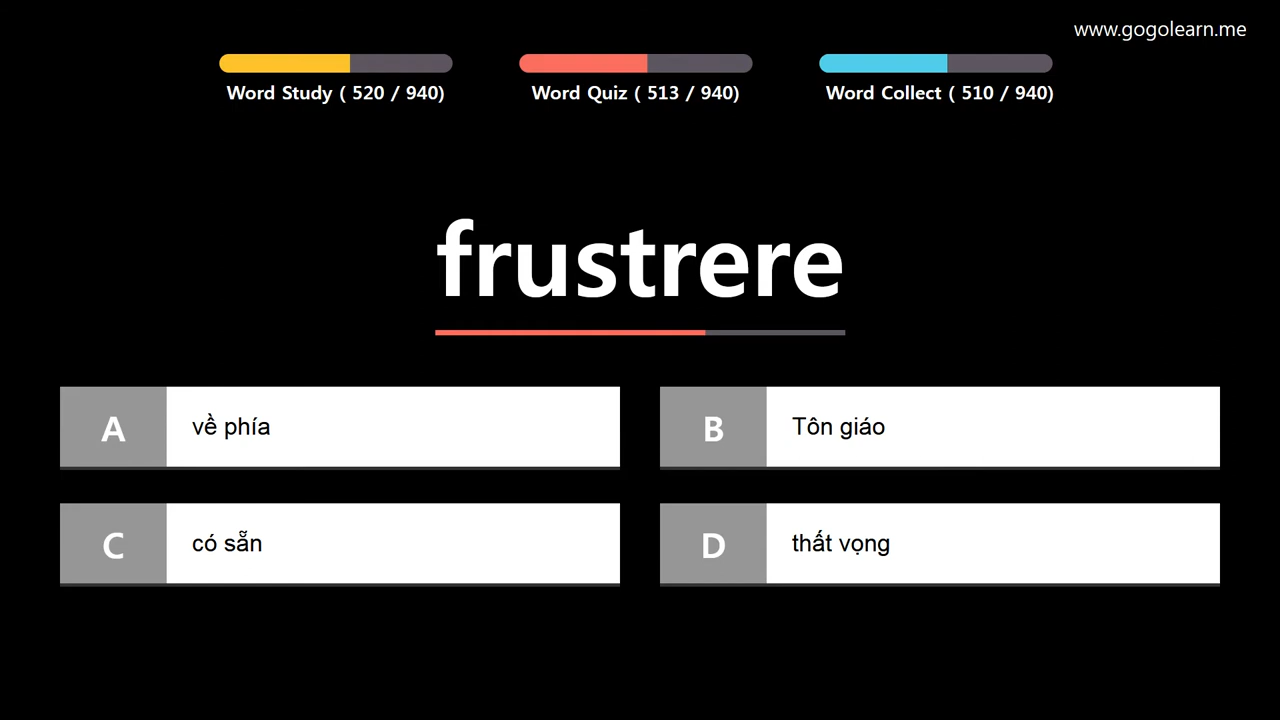 www.gogolearn.me
Word Study ( 520 / 940)
Word Quiz ( 513 / 940)
Word Collect ( 510 / 940)
frustrere
A
về phía
B
Tôn giáo
C
có sẵn
D
thất vọng